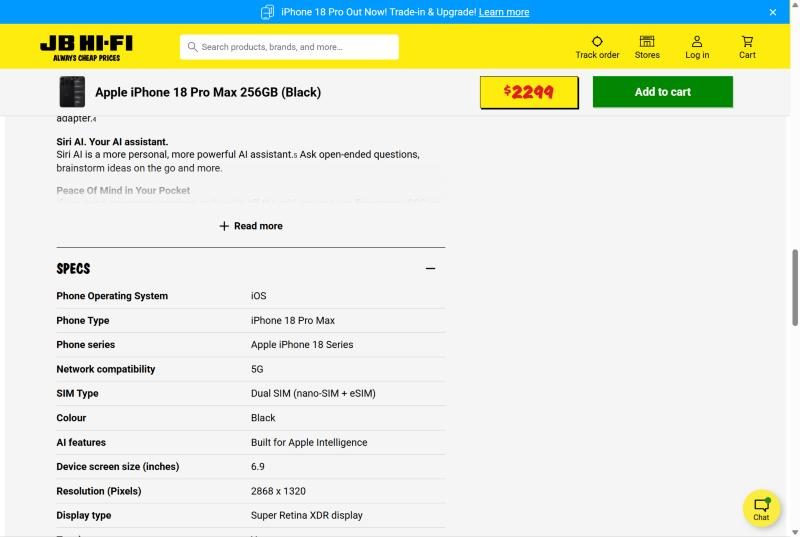 iPhone 18 Pro Out Now! Trade-in & Upgrade! Learn more
JB HI-FI
ALWAYS CHEAP PRICES
Search products, brands, and more...
Track order
Stores
Log in
Cart
Apple iPhone 18 Pro Max 256GB (Black)
$2299
Add to cart
adapter.4
Siri AI. Your AI assistant.
Siri AI is a more personal, more powerful AI assistant.5 Ask open-ended questions,
brainstorm ideas on the go and more.
Peace Of Mind in Your Pocket
Read more
SPECS
Phone Operating System iOS
Phone Type iPhone 18 Pro Max
Phone series Apple iPhone 18 Series
Network compatibility 5G
SIM Type Dual SIM (nano-SIM + eSIM)
Colour Black
AI features Built for Apple Intelligence
Device screen size (inches) 6.9
Resolution (Pixels) 2868 x 1320
Display type Super Retina XDR display
Chat